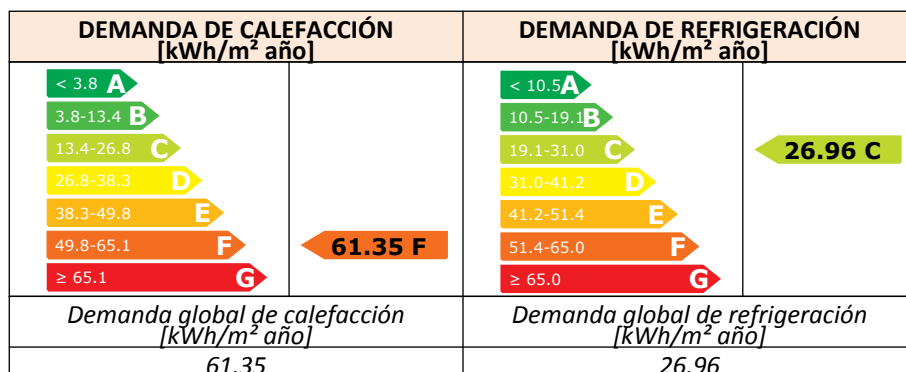 DEMANDA DE CALEFACCIÓN
[kWh/m² año]
DEMANDA DE REFRIGERACIÓN
[kWh/m² año]
< 3.8 A
3.8-13.4 B
13.4-26.8 C
26.8-38.3 D
38.3-49.8 E
49.8-65.1 F
≥ 65.1 G
61.35 F
< 10.5 A
10.5-19.1 B
19.1-31.0 C
31.0-41.2 D
41.2-51.4 E
51.4-65.0 F
≥ 65.0 G
26.96 C
Demanda global de calefacción
[kWh/m² año]
Demanda global de refrigeración
[kWh/m² año]
61.35
26.96